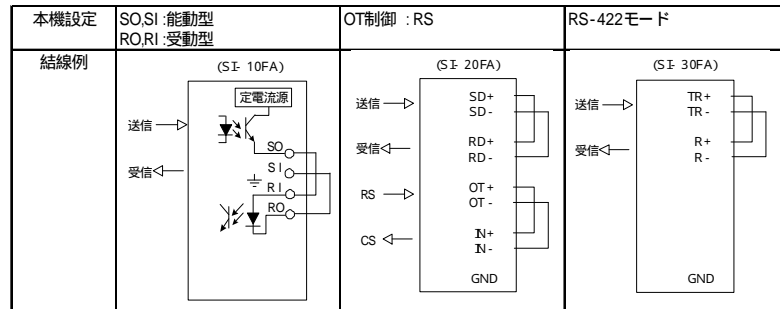 本機設定
SO,SI :能動型
RO,RI :受動型
OT制御 : RS
RS-422モード
結線例
(SI-10FA)
定電流源
送信
受信
SO
SI
RI
RO
(SI-20FA)
送信
受信
RS
CS
SD+
SD-
RD+
RD-
OT+
OT-
IN+
IN-
GND
(SI-30FA)
送信
受信
TR+
TR-
R+
R-
GND